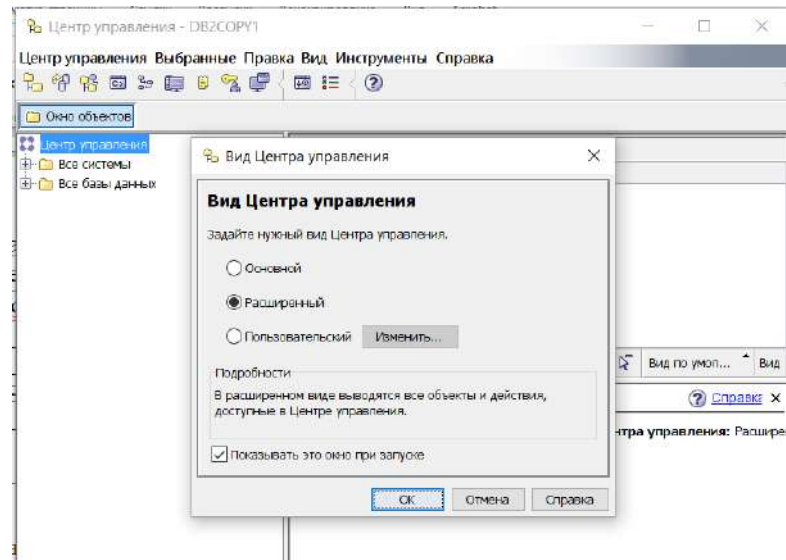 Центр управления - DB2COPY1
Центр управления Выбранные Правка Вид Инструменты Справка
Окно объектов
Центр управления
Все системы
Все базы данных
Вид Центра управления
Вид Центра управления
Задайте нужный вид Центра управления.
Основной
Расширенный
Пользовательский Изменить...
Подробности
В расширенном виде выводятся все объекты и действия,
доступные в Центре управления.
Показывать это окно при запуске
ОК Отмена Справка
Вид по умол... Вид
Справка
нтра управления: Расшире